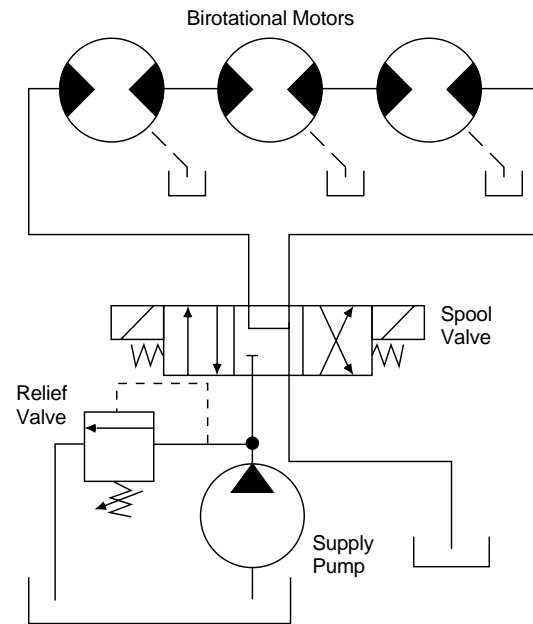 Birotational Motors
Spool
Valve
Relief
Valve
Supply
Pump